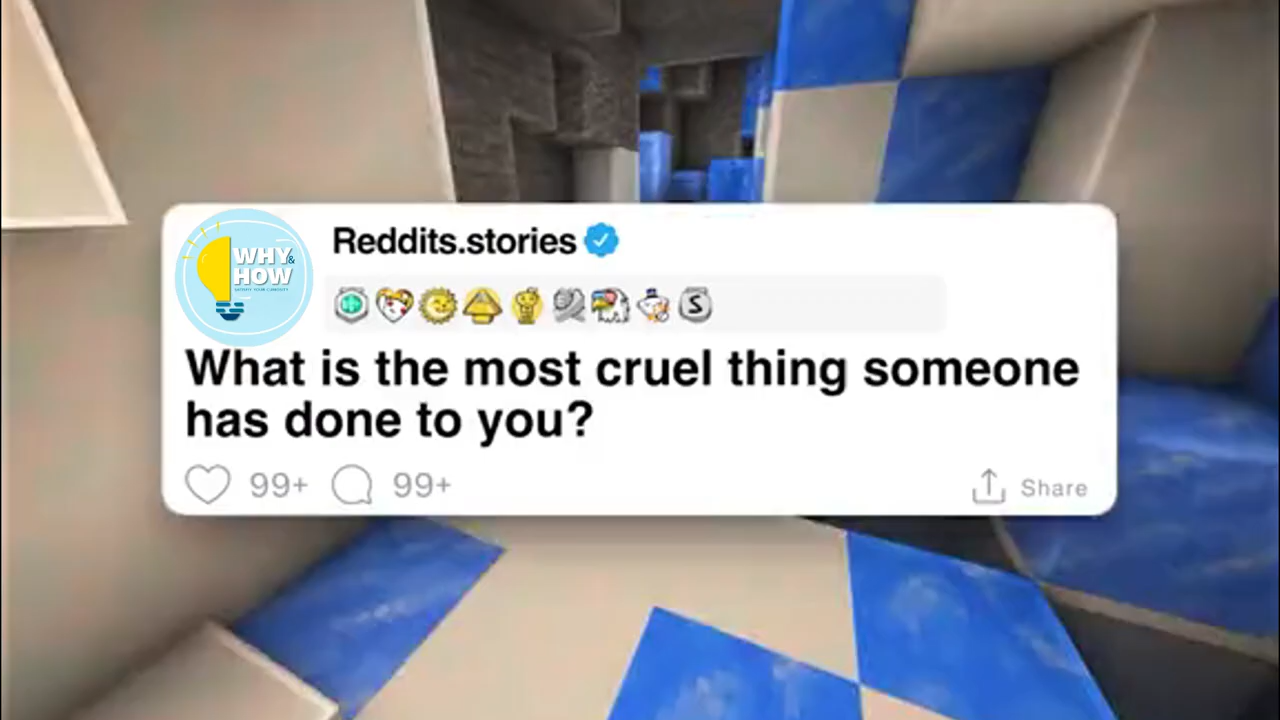 WHY&
HOW
Reddits.stories
S
What is the most cruel thing someone
has done to you?
99+ 99+ Share